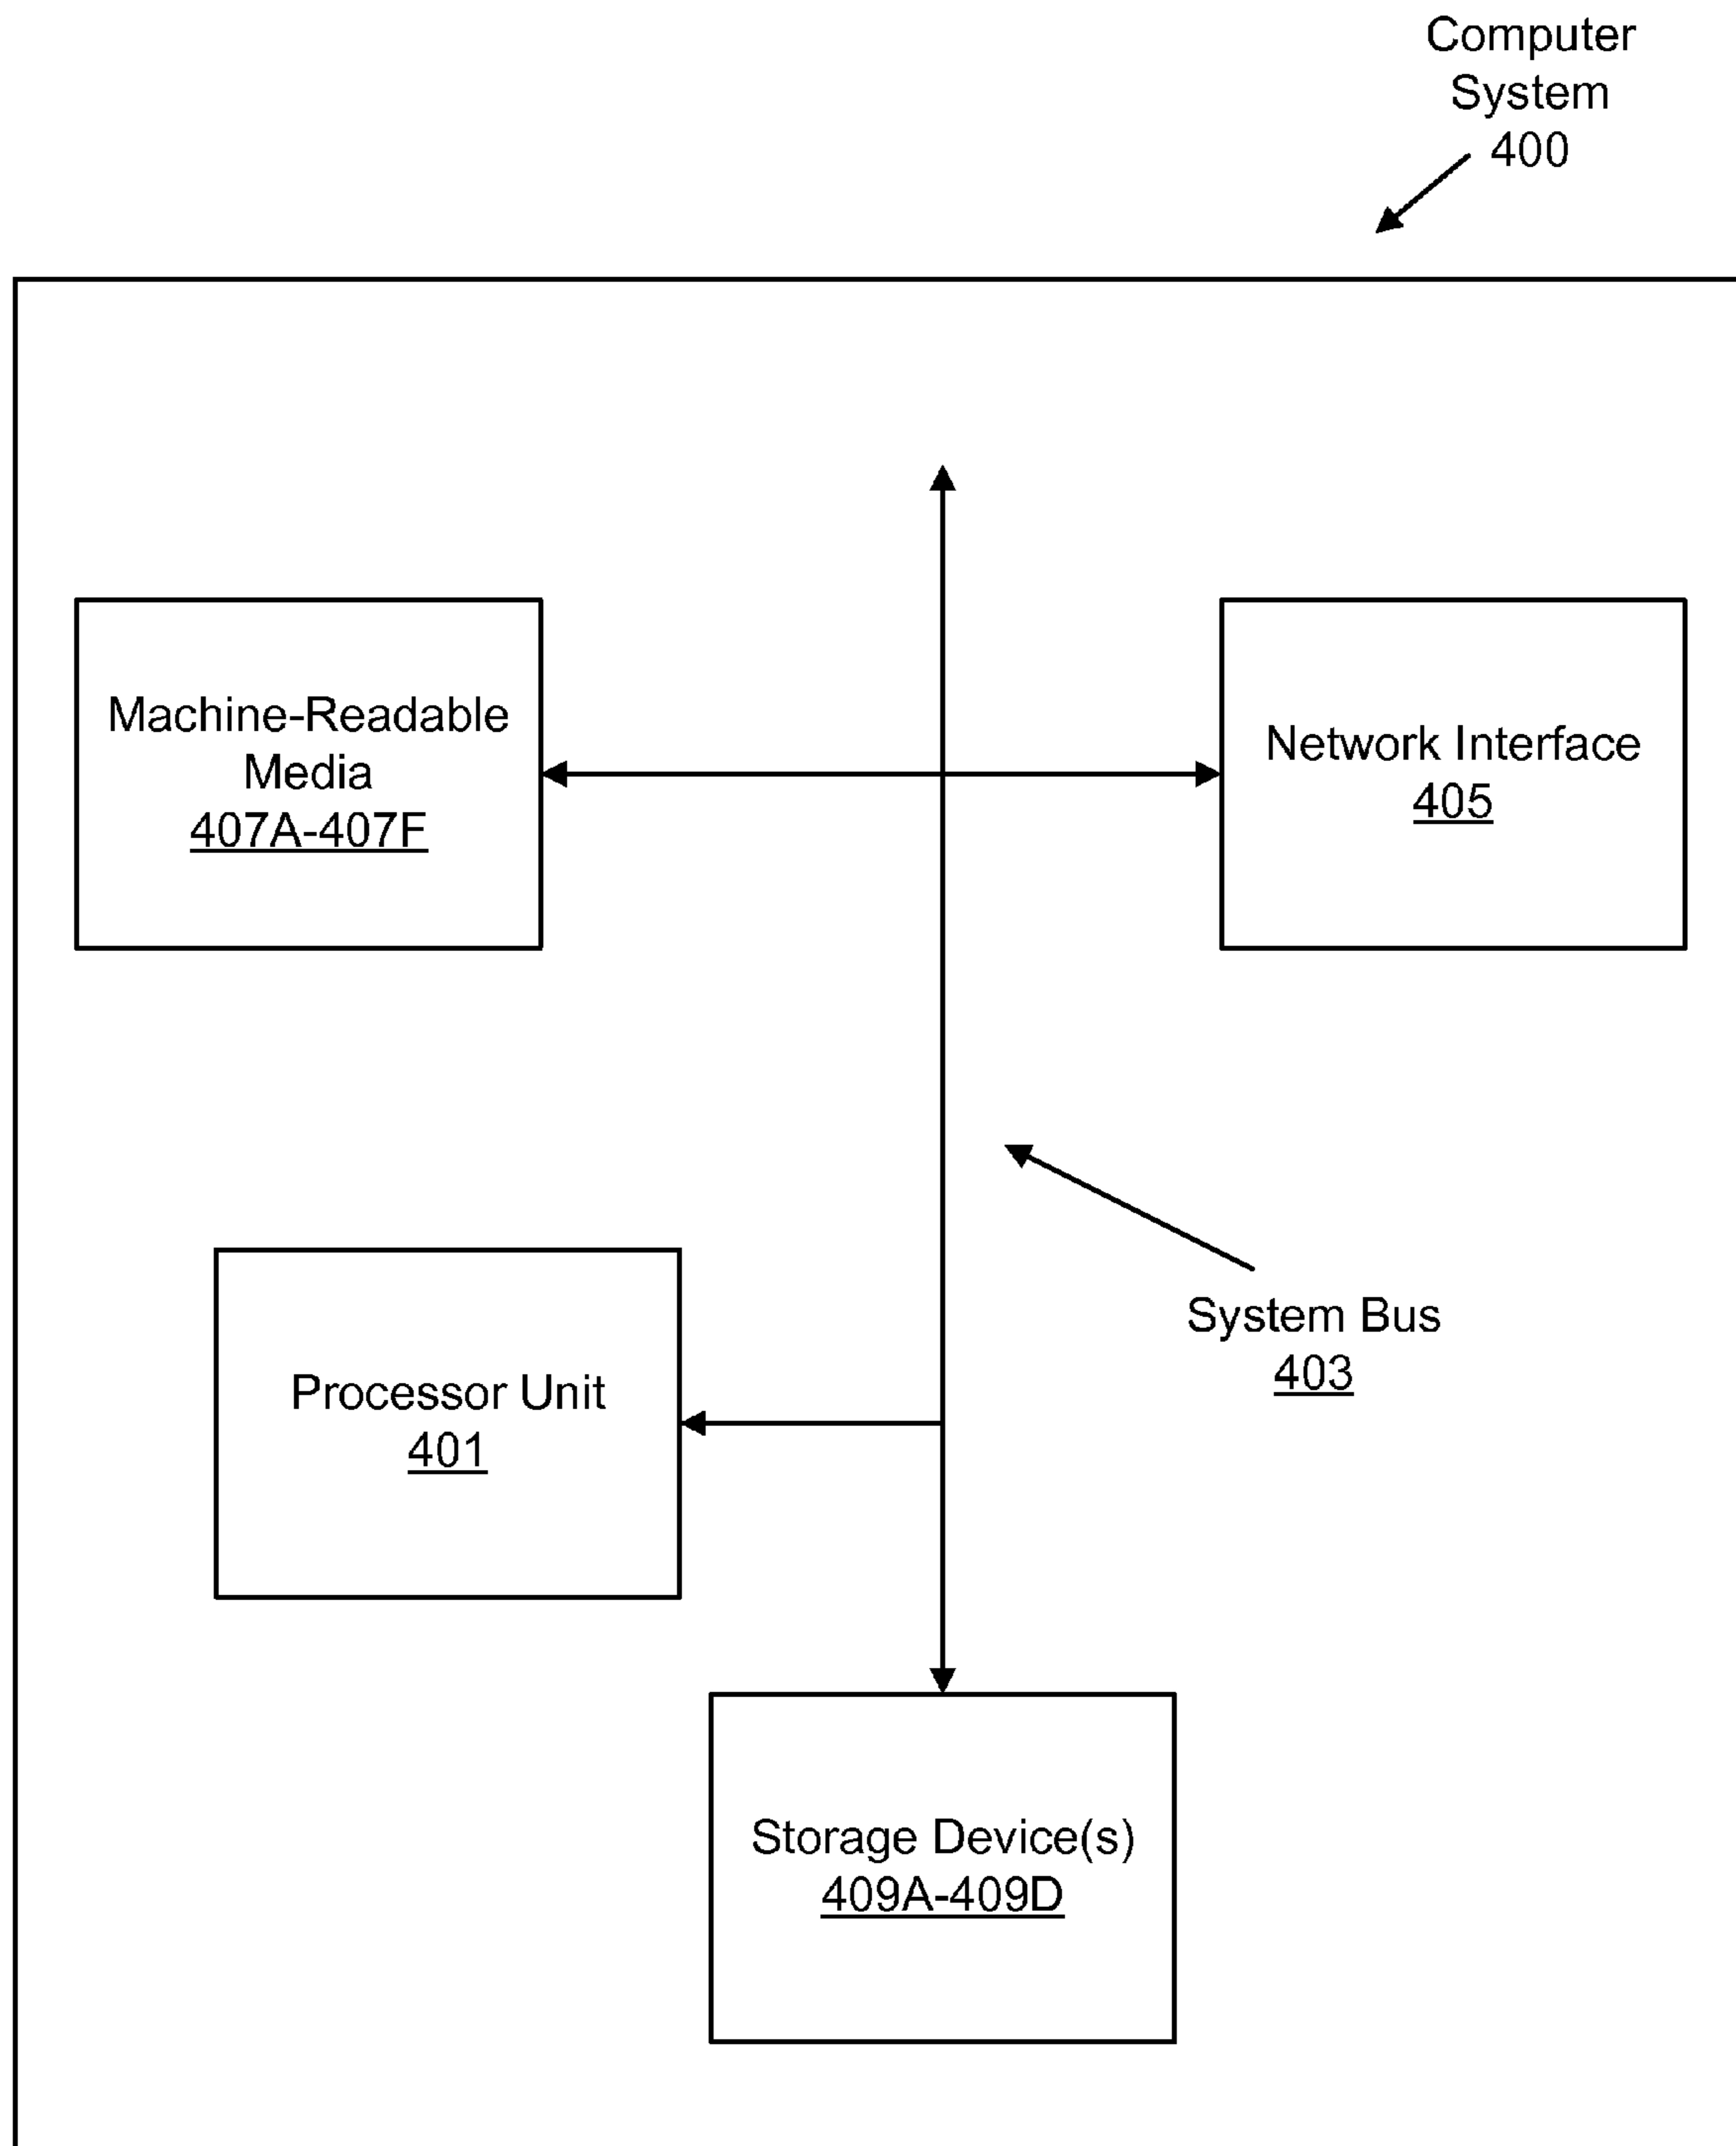 Computer
System
400
Machine-Readable
Media
407A-407F
Network Interface
405
System Bus
403
Processor Unit
401
Storage Device(s)
409A-409D